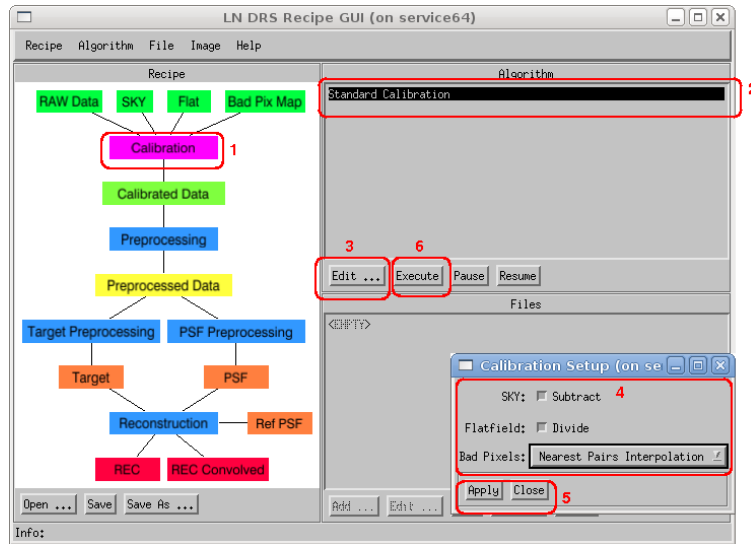 LN DRS Recipe GUI (on service64)
Recipe Algorithm File Image Help
Recipe
RAW Data SKY Flat Bad Pix Map
Calibration 1
Calibrated Data
Preprocessing
Preprocessed Data
Target Preprocessing PSF Preprocessing
Target PSF
Reconstruction Ref PSF
REC REC Convolved
Open ... Save Save As ...
Algorithm
Standard Calibration
3 6
Edit ... Execute Pause Resume
Files
<EMPTY>
Calibration Setup (on se
SKY: Subtract 4
Flatfield: Divide
Bad Pixels: Nearest Pairs Interpolation
Apply Close 5
Add ... Edit ...
Info: